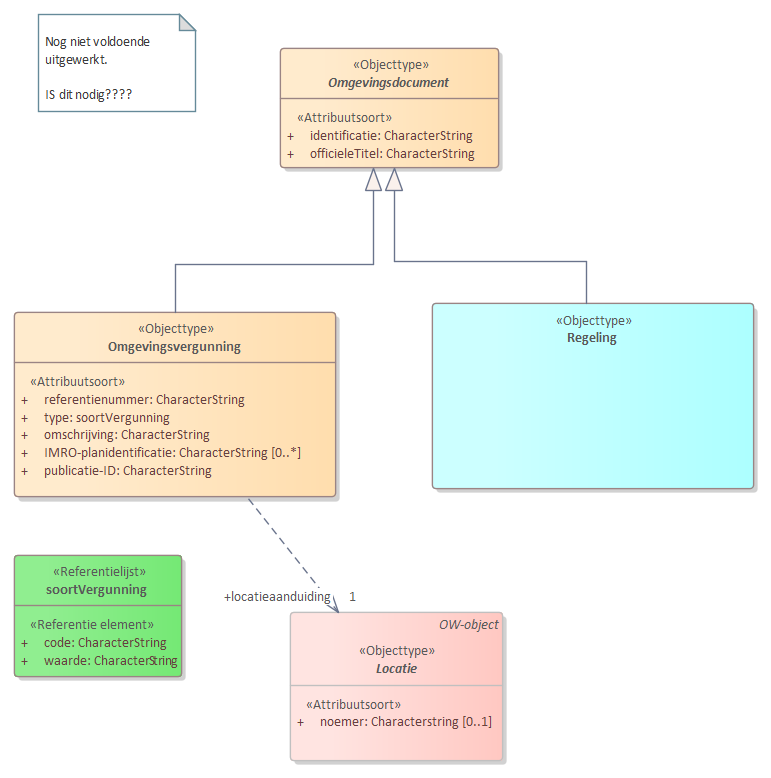 Nog niet voldoende
uitgewerkt.
IS dit nodig????
«Objecttype»
Omgevingsdocument
«Attribuutsoort»
+ identificatie: CharacterString
+ officieleTitel: CharacterString
«Objecttype»
Omgevingsvergunning
«Attribuutsoort»
+ referentienummer: CharacterString
+ type: soortVergunning
+ omschrijving: CharacterString
+ IMRO-planidentificatie: CharacterString [0..*]
+ publicatie-ID: CharacterString
«Objecttype»
Regeling
«Referentielijst»
soortVergunning
«Referentie element»
+ code: CharacterString
+ waarde: CharacterString
+locatieaanduiding 1
OW-object
«Objecttype»
Locatie
«Attribuutsoort»
+ noemer: Characterstring [0..1]